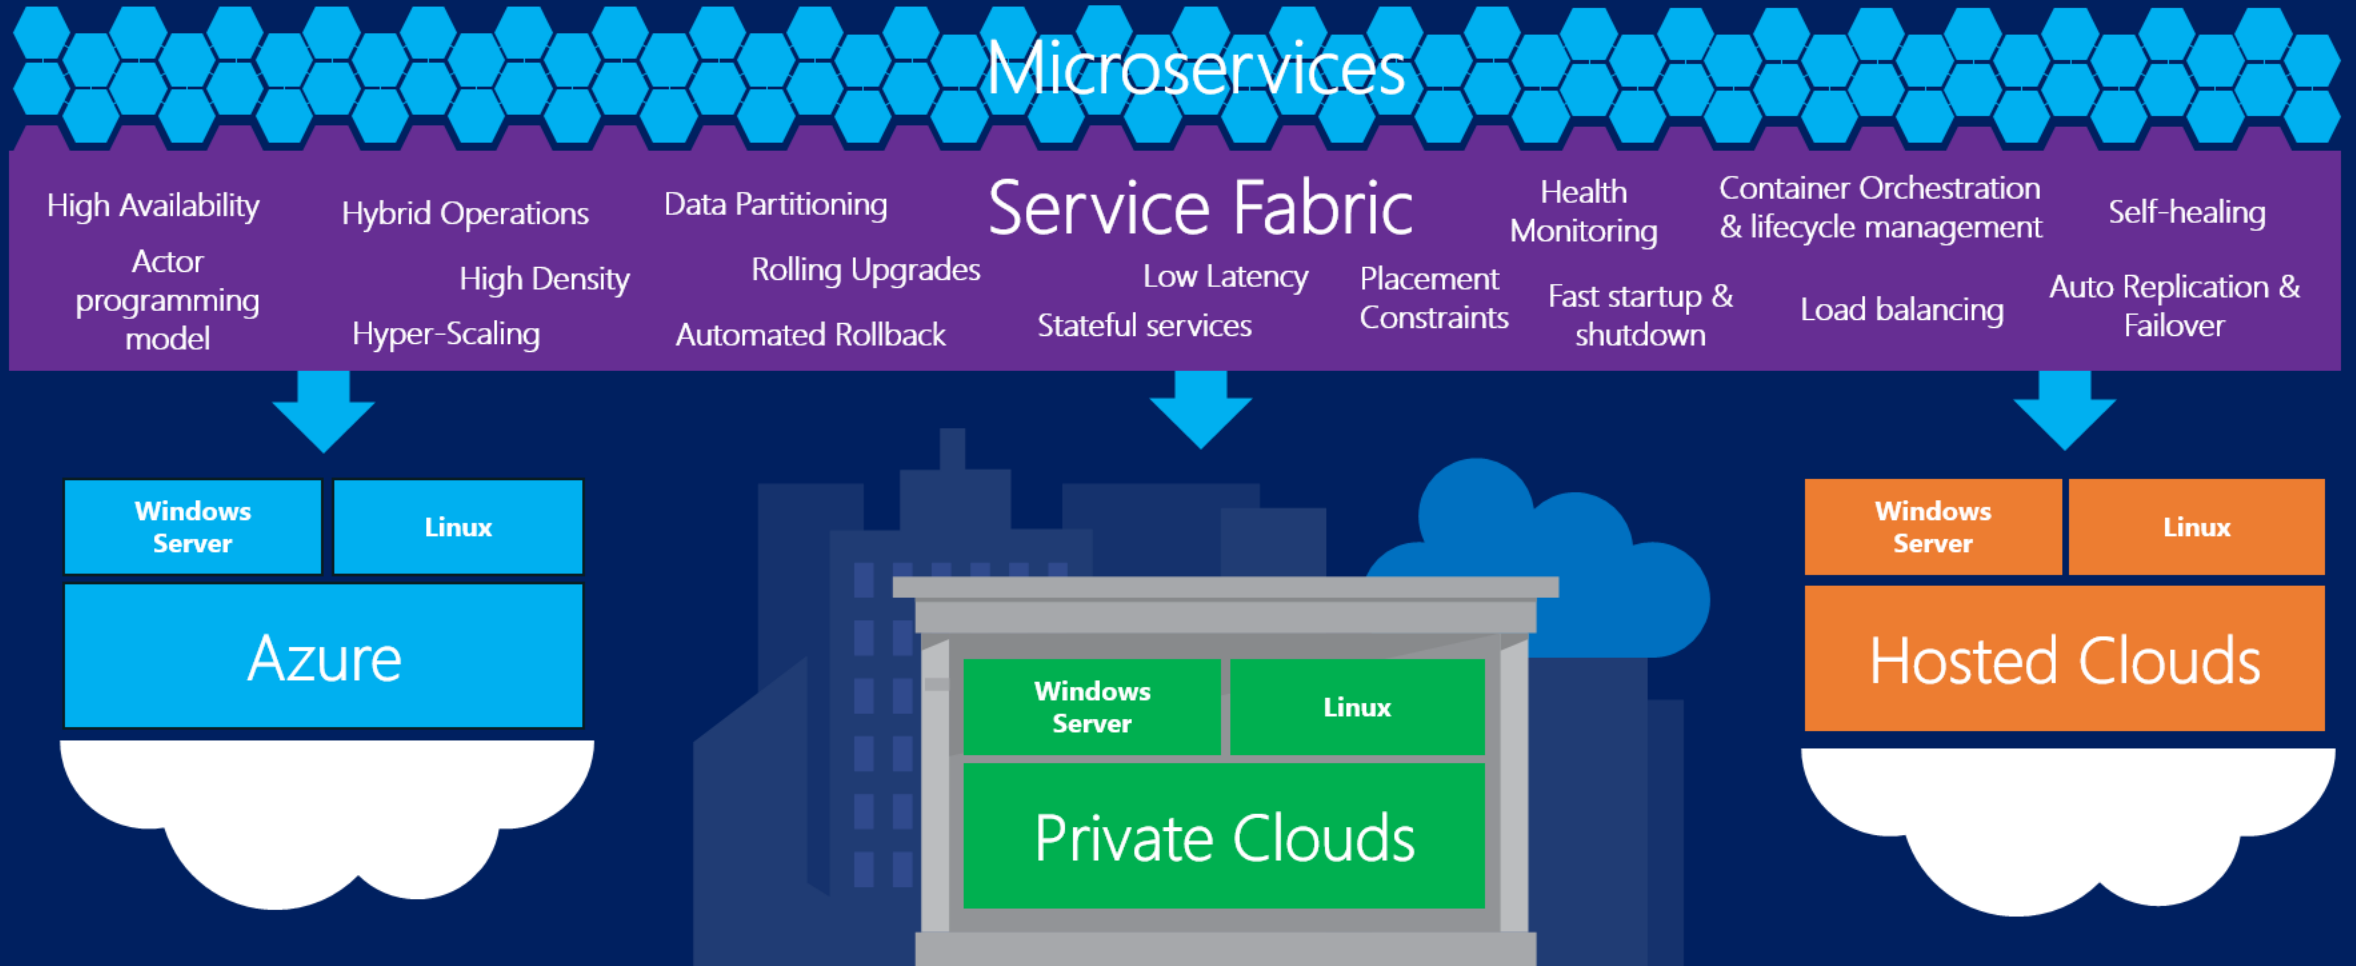 Microservices
Service Fabric
High Availability
Actor
programming
model
Hybrid Operations
High Density
Hyper-Scaling
Data Partitioning
Rolling Upgrades
Automated Rollback
Low Latency
Stateful services
Placement
Constraints
Health
Monitoring
Fast startup &
shutdown
Container Orchestration
& lifecycle management
Load balancing
Self-healing
Auto Replication &
Failover
Windows
Server
Linux
Azure
Windows
Server
Linux
Private Clouds
Windows
Server
Linux
Hosted Clouds